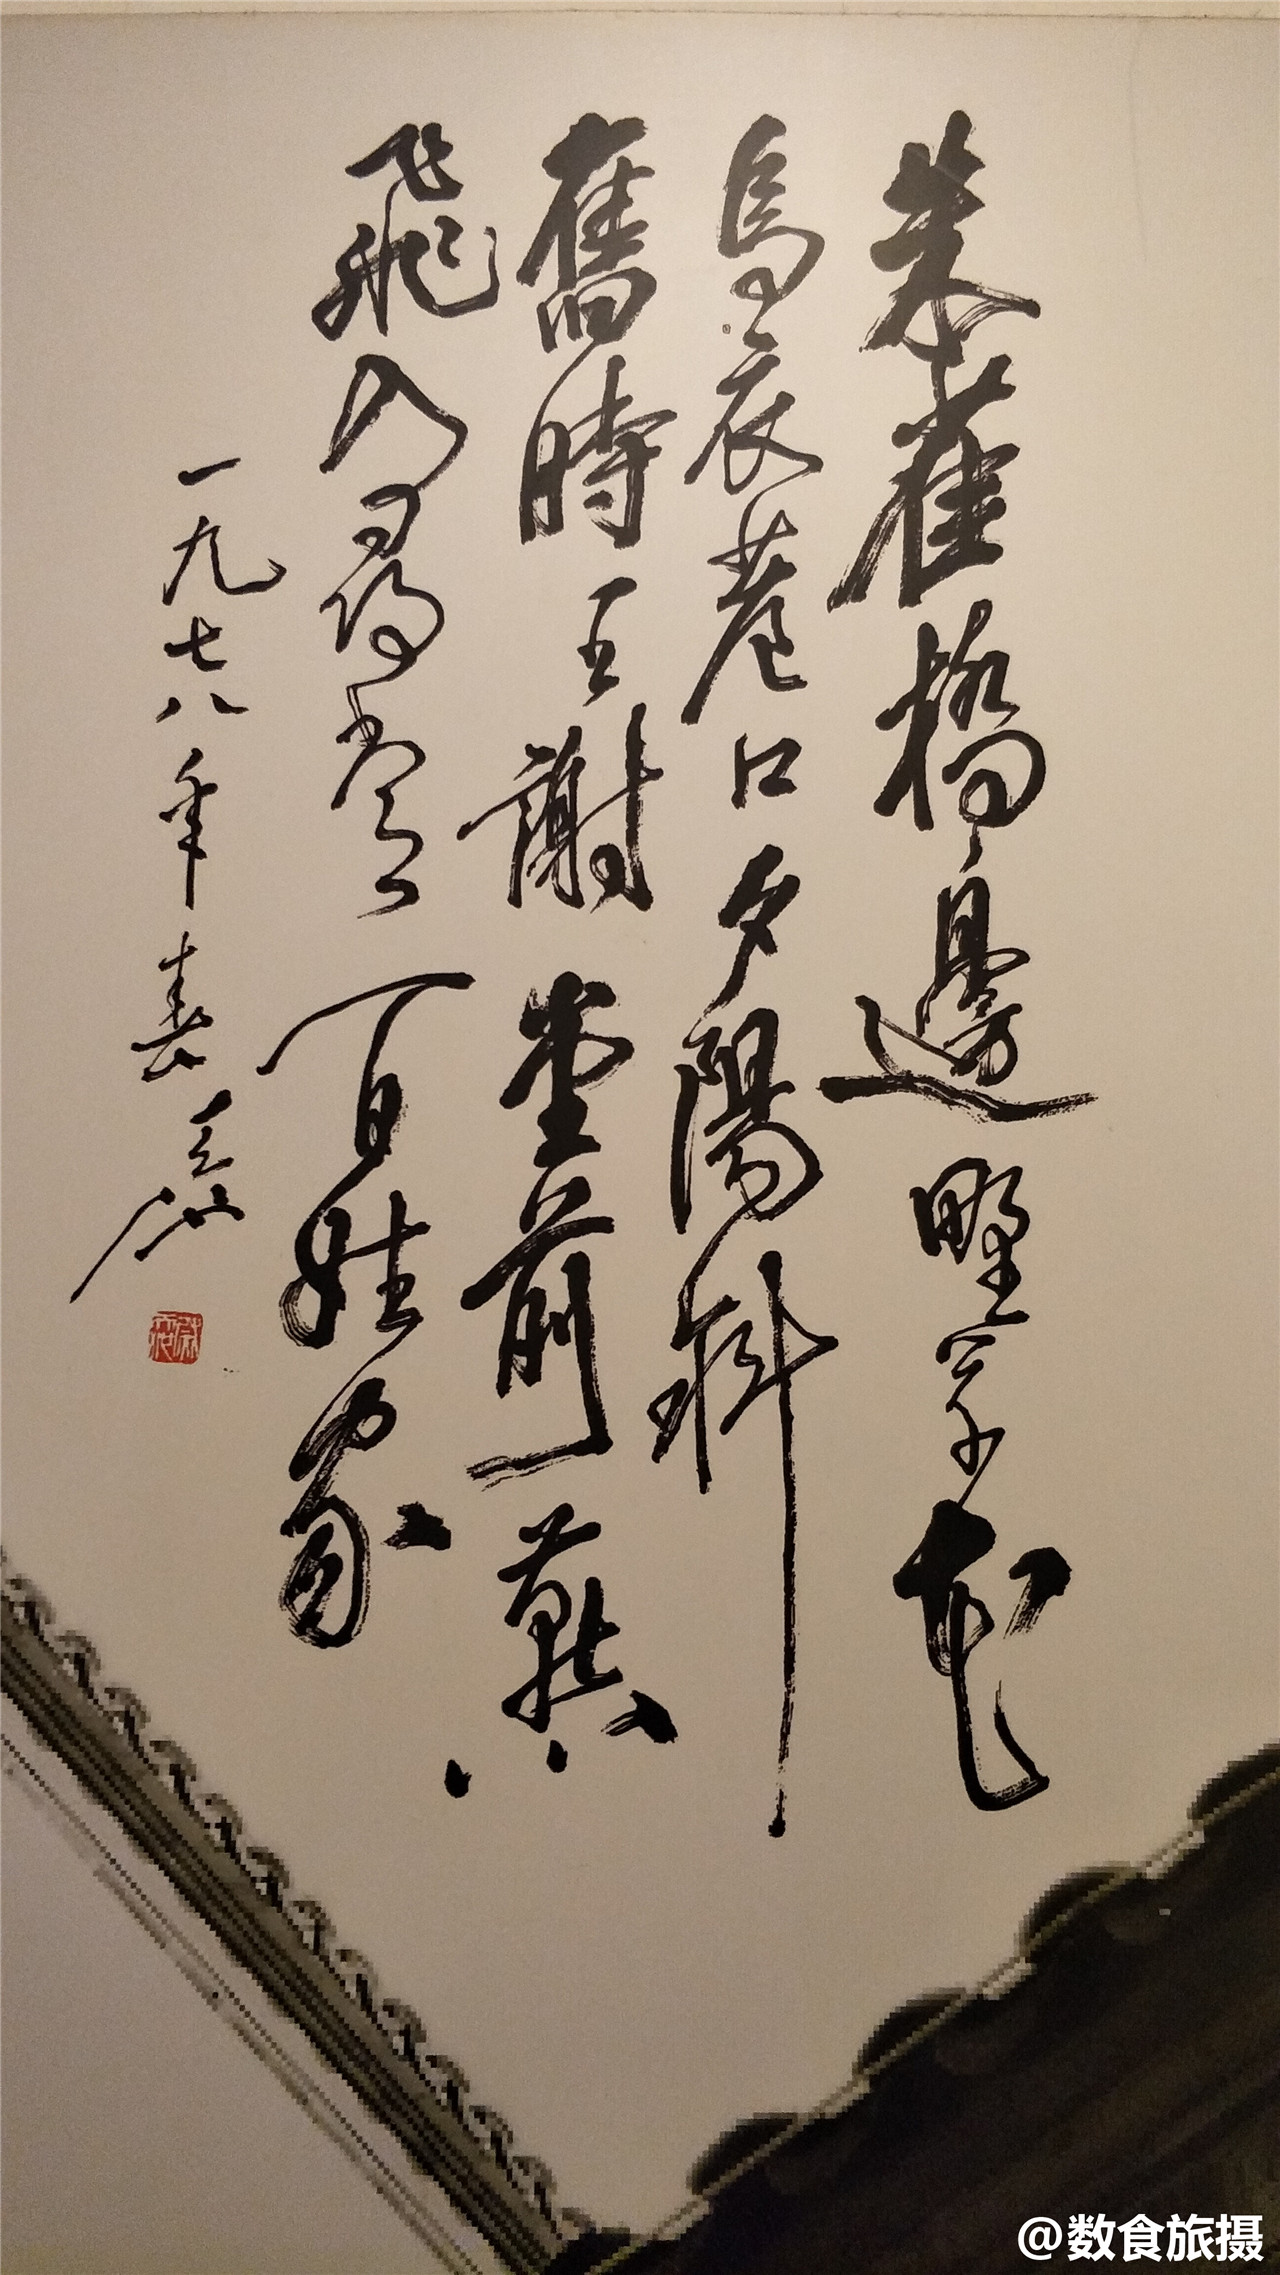 朱雀橋邊野草花
烏衣巷口夕陽斜
舊時王謝堂前燕
飛入尋常百姓家
一九七八年春 天池
@数食旅摄